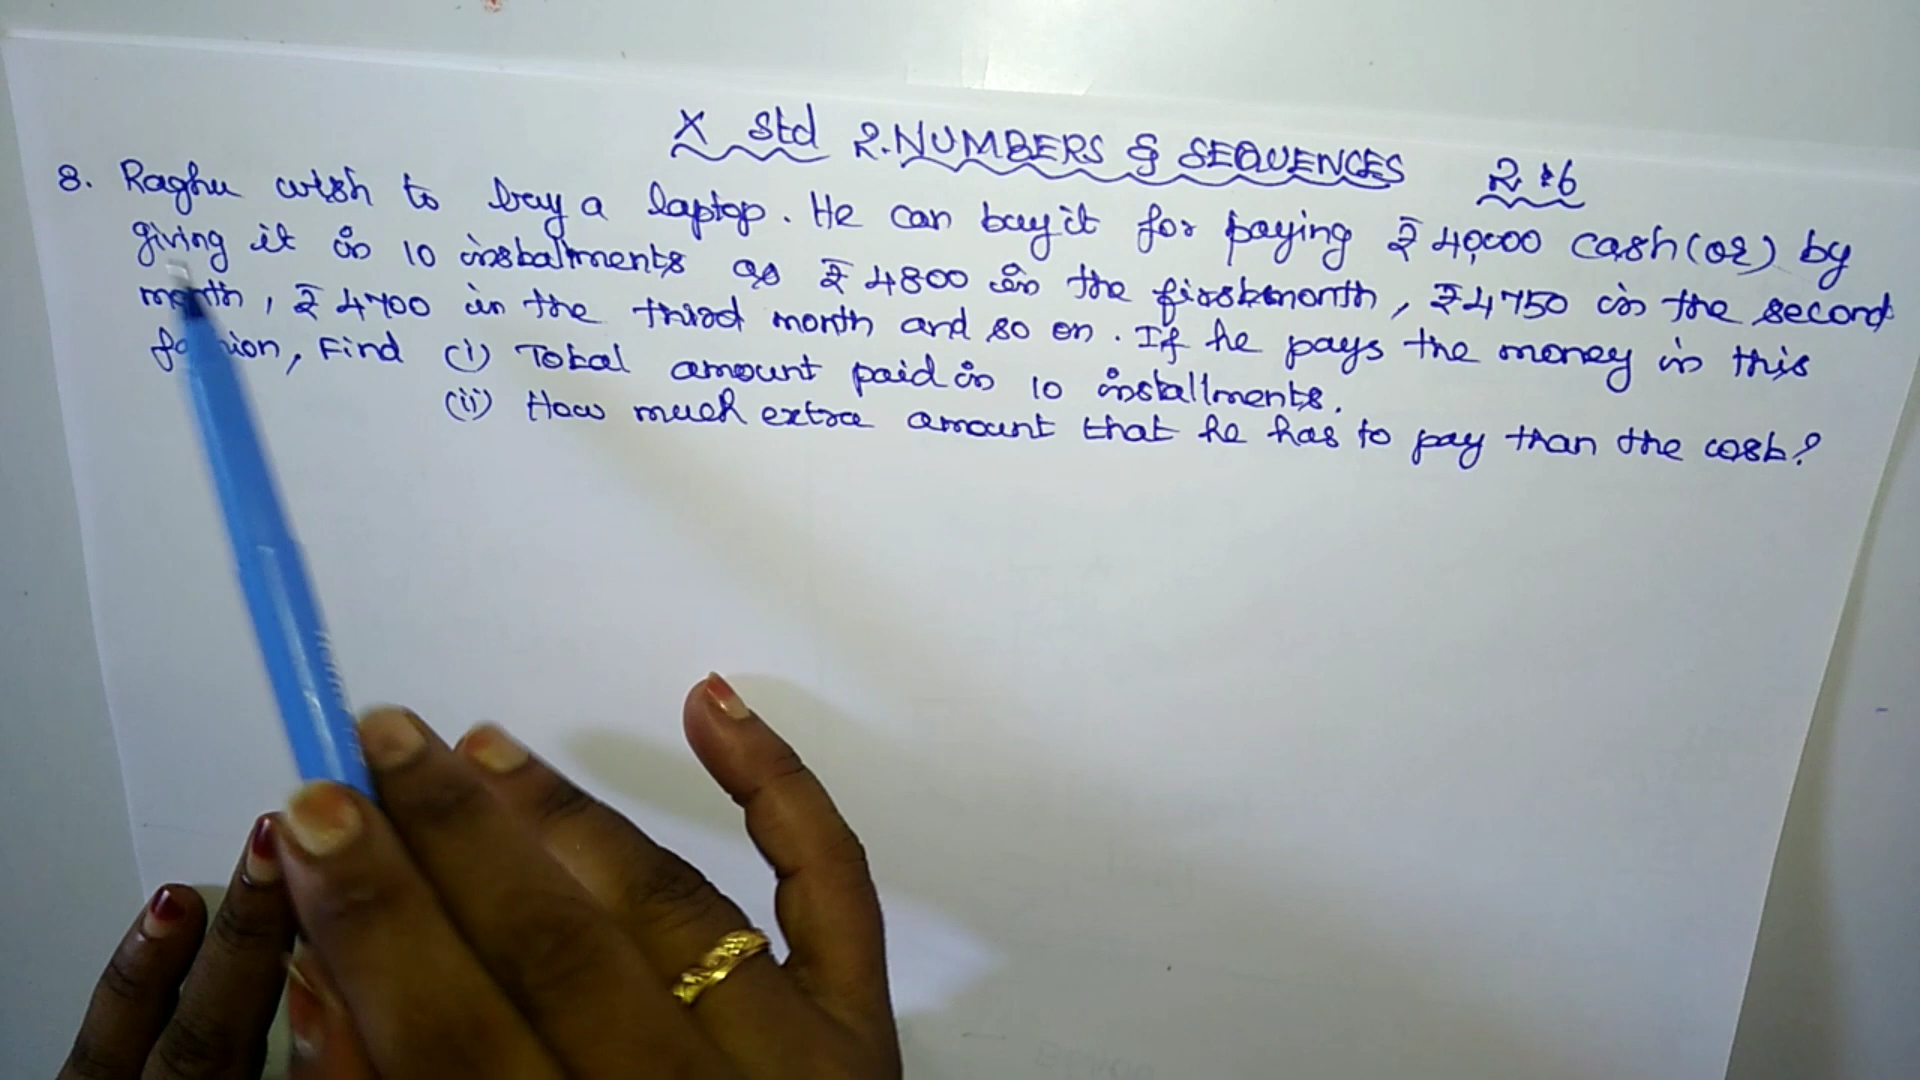 X Std 2. NUMBERS & SEQUENCES 2.6
8. Raghu wish to buy a laptop. He can buy it for paying ₹ 40,000 cash (or) by
giving it in 10 installments as ₹ 4800 in the first month, ₹ 4750 in the second
month, ₹ 4700 in the third month and so on. If he pays the money in this
fashion, Find (i) Total amount paid in 10 installments.
(ii) How much extra amount that he has to pay than the cost?